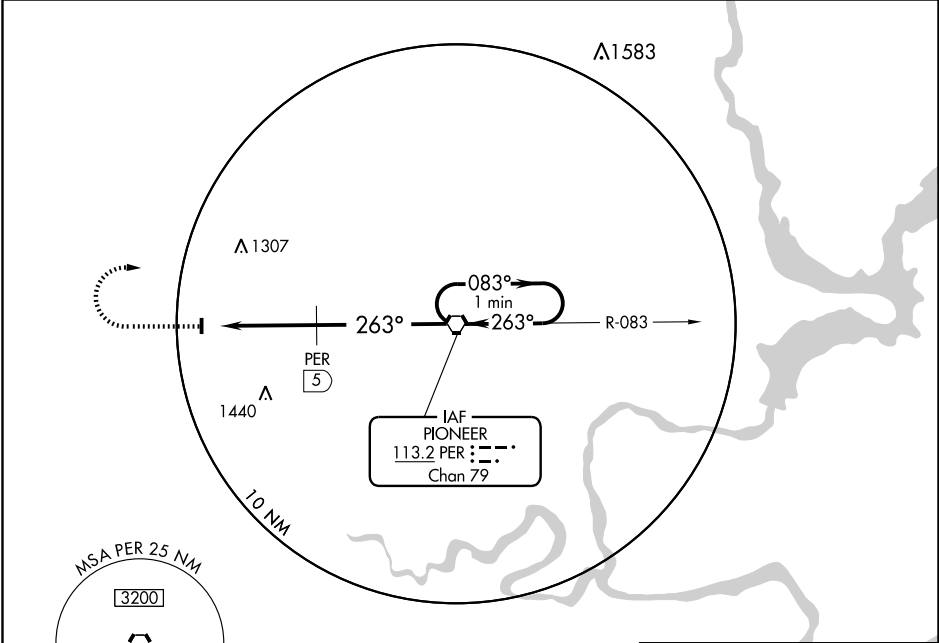 1583
1307
083°
1 min
263°
263°
R-083
PER
5
1440
IAF
PIONEER
113.2 PER
Chan 79
10 NM
MSA PER 25 NM
3200